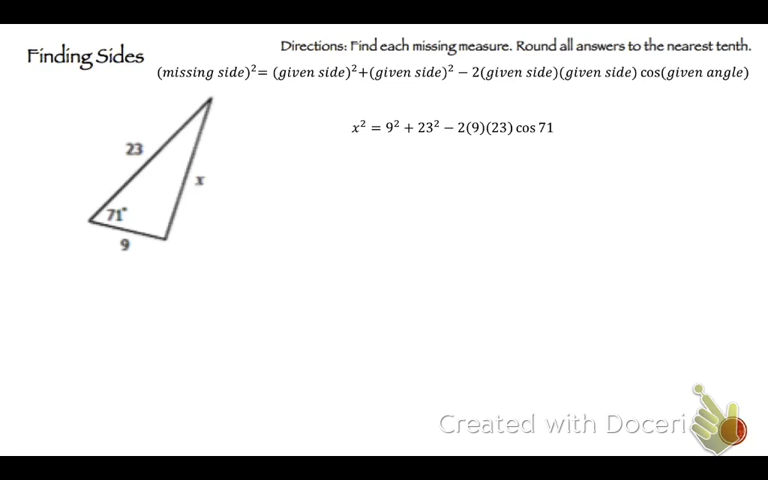 Finding Sides
Directions: Find each missing measure. Round all answers to the nearest tenth.
(missing side)²= (given side)²+(given side)² − 2(given side)(given side) cos(given angle)
x² = 9² + 23² − 2(9)(23) cos 71
23
x
71°
9
Created with Doceri